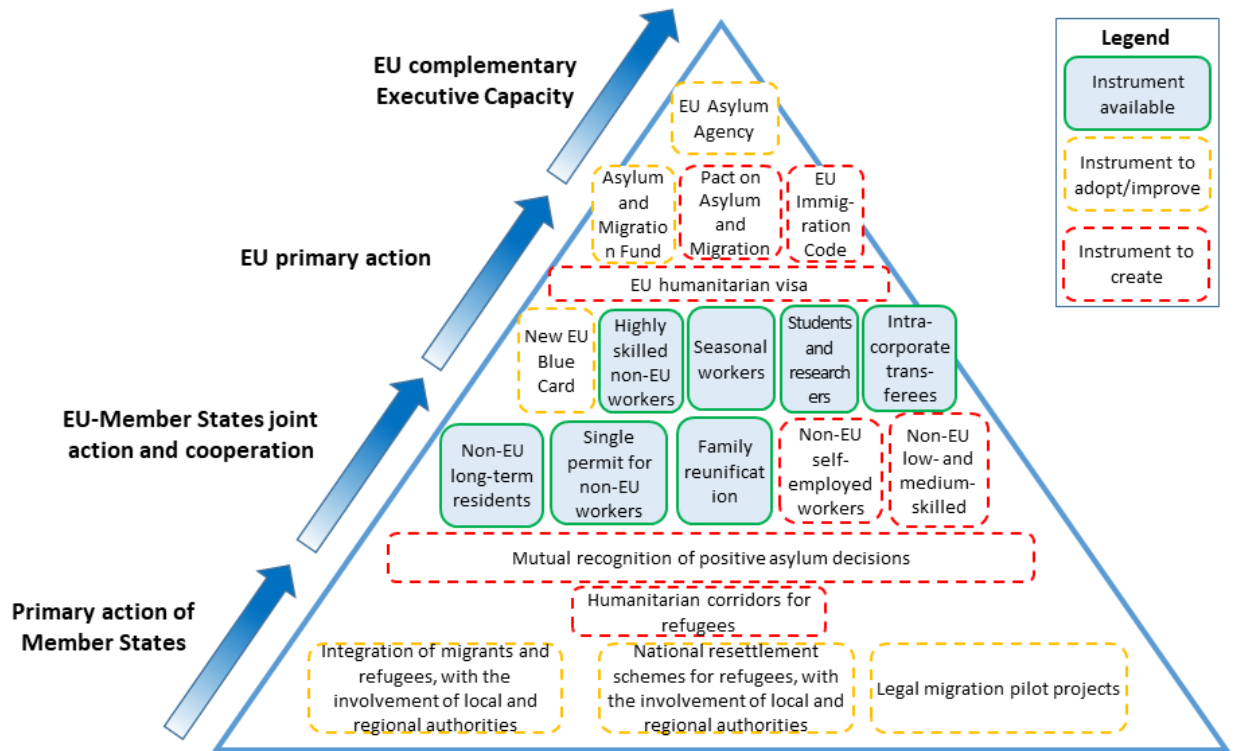 EU complementary
Executive Capacity
EU primary action
EU-Member States joint
action and cooperation
Primary action of
Member States
EU Asylum
Agency
Asylum
and
Migratio
n Fund
Pact on
Asylum
and
Migration
EU
Immig-
ration
Code
EU humanitarian visa
New EU
Blue
Card
Highly
skilled
non-EU
workers
Seasonal
workers
Students
and
research
ers
Intra-
corporate
trans-
ferees
Non-EU
long-term
residents
Single
permit for
non-EU
workers
Family
reunificat
ion
Non-EU
self-
employed
workers
Non-EU
low- and
medium-
skilled
Mutual recognition of positive asylum decisions
Humanitarian corridors for
refugees
Integration of migrants and
refugees, with the
involvement of local and
regional authorities
National resettlement
schemes for refugees, with
the involvement of local and
regional authorities
Legal migration pilot projects
Legend
Instrument
available
Instrument to
adopt/improve
Instrument to
create